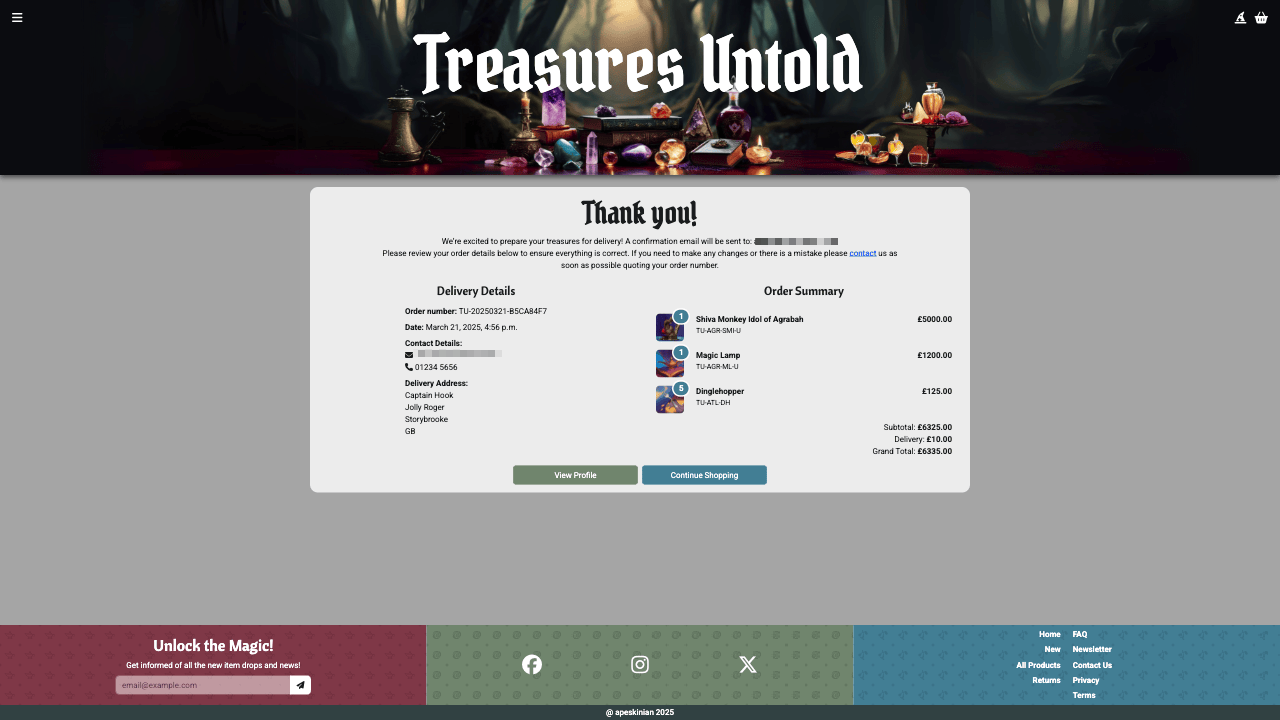 Treasures Untold
Thank you!
We're excited to prepare your treasures for delivery! A confirmation email will be sent to:
Please review your order details below to ensure everything is correct. If you need to make any changes or there is a mistake please contact us as
soon as possible quoting your order number.
Delivery Details
Order number: TU-20250321-B5CA84F7
Date: March 21, 2025, 4:56 p.m.
Contact Details:
01234 5656
Delivery Address:
Captain Hook
Jolly Roger
Storybrooke
GB
Order Summary
1
Shiva Monkey Idol of Agrabah £5000.00
TU-AGR-SMI-U
1
Magic Lamp £1200.00
TU-AGR-ML-U
5
Dinglehopper £125.00
TU-ATL-DH
Subtotal: £6325.00
Delivery: £10.00
Grand Total: £6335.00
View Profile Continue Shopping
Unlock the Magic!
Get informed of all the new item drops and news!
email@example.com
Home FAQ
New Newsletter
All Products Contact Us
Returns Privacy
Terms
@ apeskinian 2025